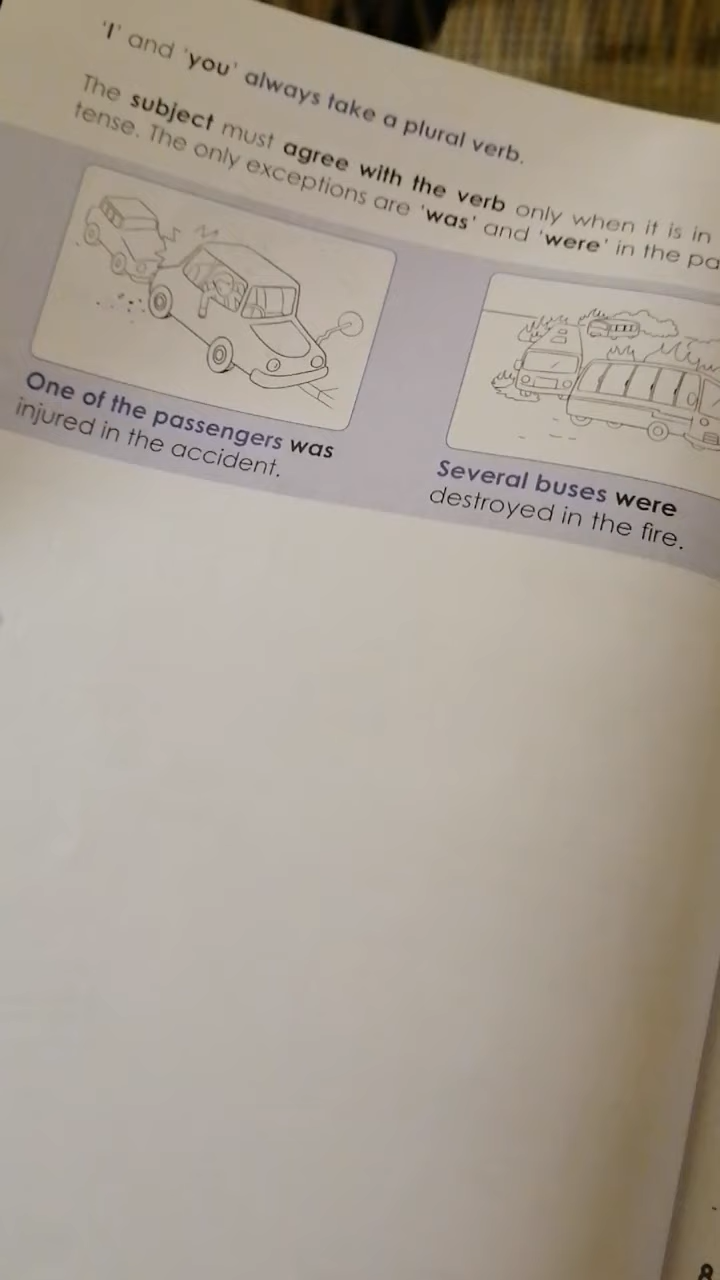 'I' and 'you' always take a plural verb.
The subject must agree with the verb only when it is in
tense. The only exceptions are 'was' and 'were' in the pa
One of the passengers was
injured in the accident.
Several buses were
destroyed in the fire.